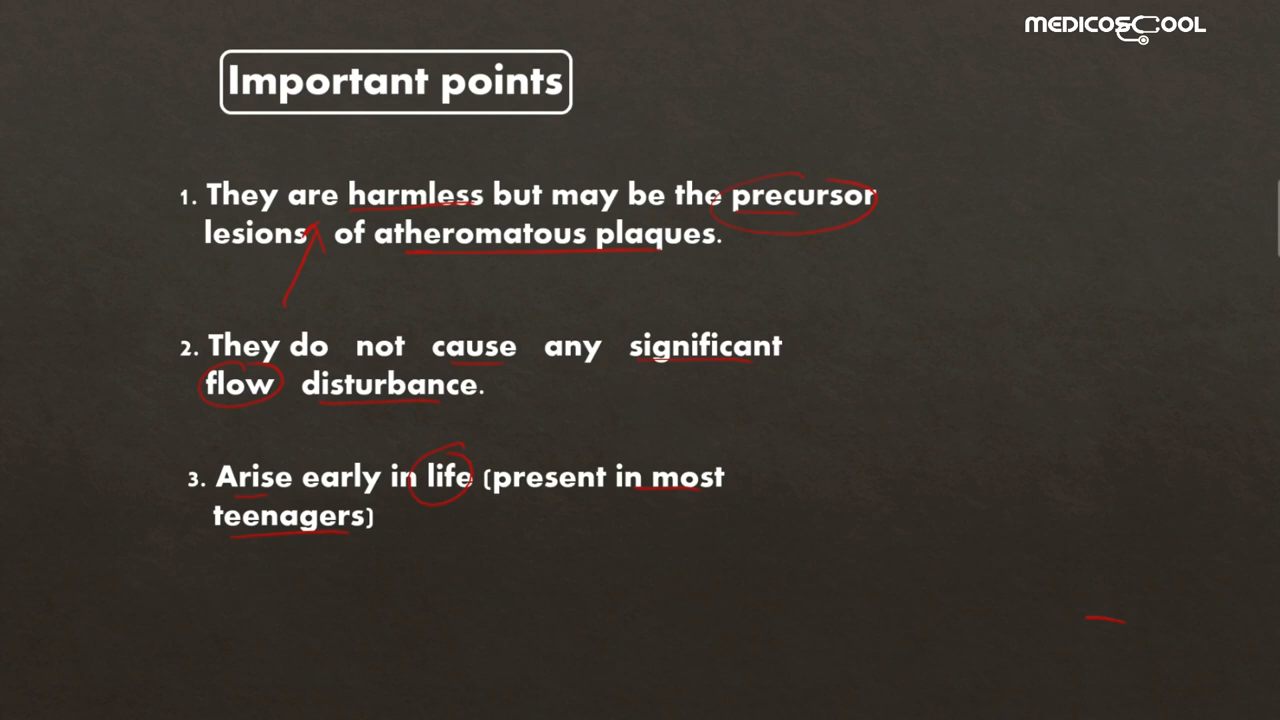 MEDICOSCOOL
Important points
1. They are harmless but may be the precursor
lesions of atheromatous plaques.
2. They do not cause any significant
flow disturbance.
3. Arise early in life (present in most
teenagers)